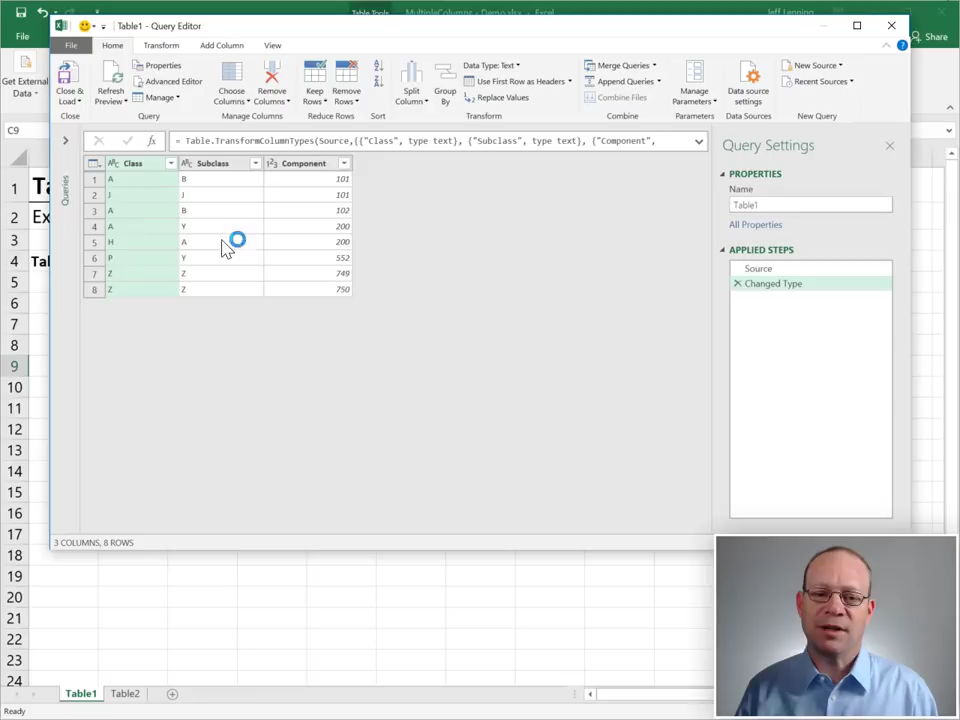 Table Tools
MultipleColumns - Demo.xlsx - Excel
Jeff Lenning
File
Share
Get External
Data
C9
Table1 - Query Editor
File
Home
Transform
Add Column
View
Close &
Load
Close
Refresh
Preview
Properties
Advanced Editor
Manage
Query
Choose
Columns
Remove
Columns
Manage Columns
Keep
Rows
Remove
Rows
Reduce Rows
Sort
Split
Column
Group
By
Data Type: Text
Use First Row as Headers
Replace Values
Transform
Merge Queries
Append Queries
Combine Files
Combine
Manage
Parameters
Parameters
Data source
settings
Data Sources
New Source
Recent Sources
New Query
= Table.TransformColumnTypes(Source,{{"Class", type text}, {"Subclass", type text}, {"Component",
Queries
Class Subclass Component
1 A B 101
2 J J 101
3 A B 102
4 A Y 200
5 H A 200
6 P Y 552
7 Z Z 749
8 Z Z 750
Query Settings
PROPERTIES
Name
Table1
All Properties
APPLIED STEPS
Source
Changed Type
3 COLUMNS, 8 ROWS
1
2
3
4
5
6
7
8
9
10
11
12
13
14
15
16
17
18
19
20
21
22
23
24
Table1
Table2
Ready